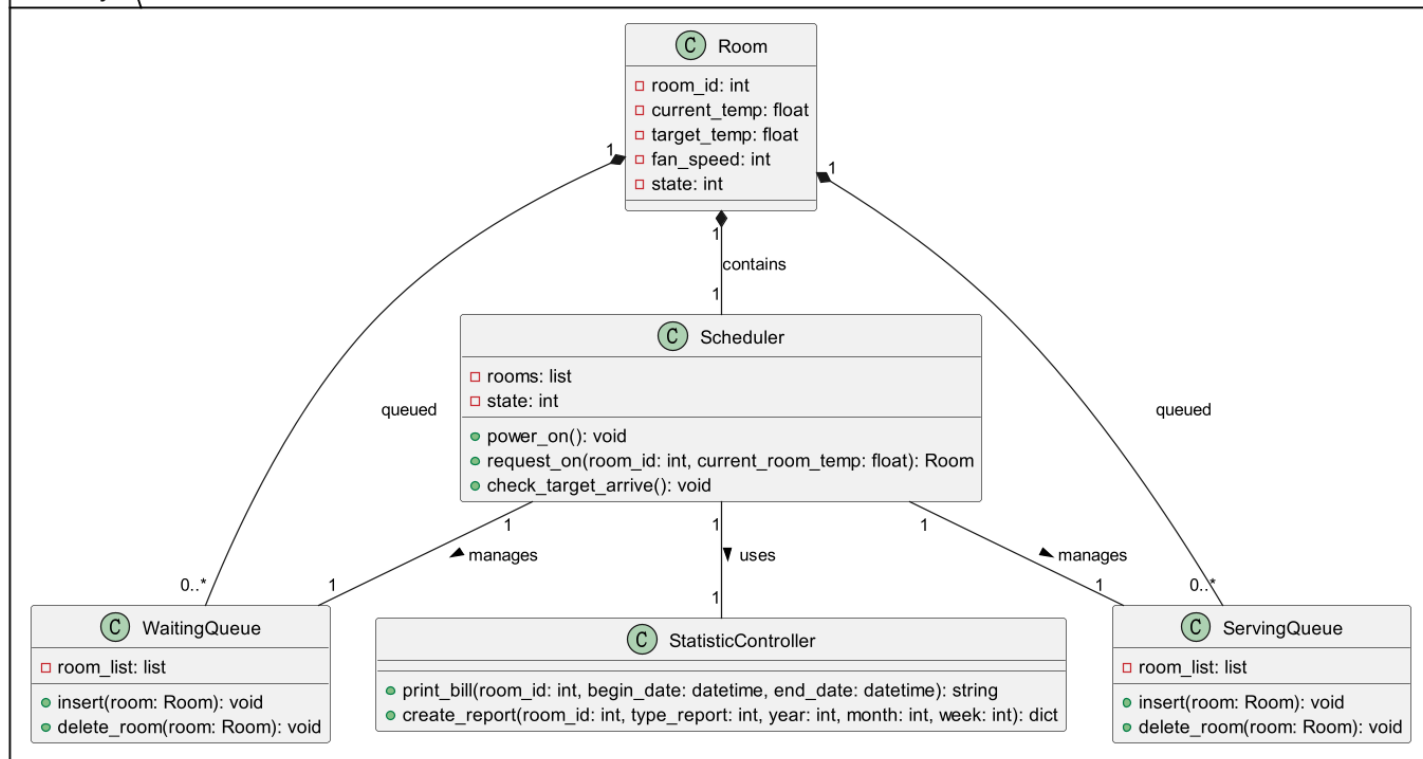 C Room
room_id: int
current_temp: float
target_temp: float
fan_speed: int
state: int
1
1
1
contains
1
C Scheduler
rooms: list
state: int
power_on(): void
request_on(room_id: int, current_room_temp: float): Room
check_target_arrive(): void
queued
queued
1
1
1
manages
uses
manages
0..*
1
1
1
0..*
C WaitingQueue
room_list: list
insert(room: Room): void
delete_room(room: Room): void
C StatisticController
print_bill(room_id: int, begin_date: datetime, end_date: datetime): string
create_report(room_id: int, type_report: int, year: int, month: int, week: int): dict
C ServingQueue
room_list: list
insert(room: Room): void
delete_room(room: Room): void